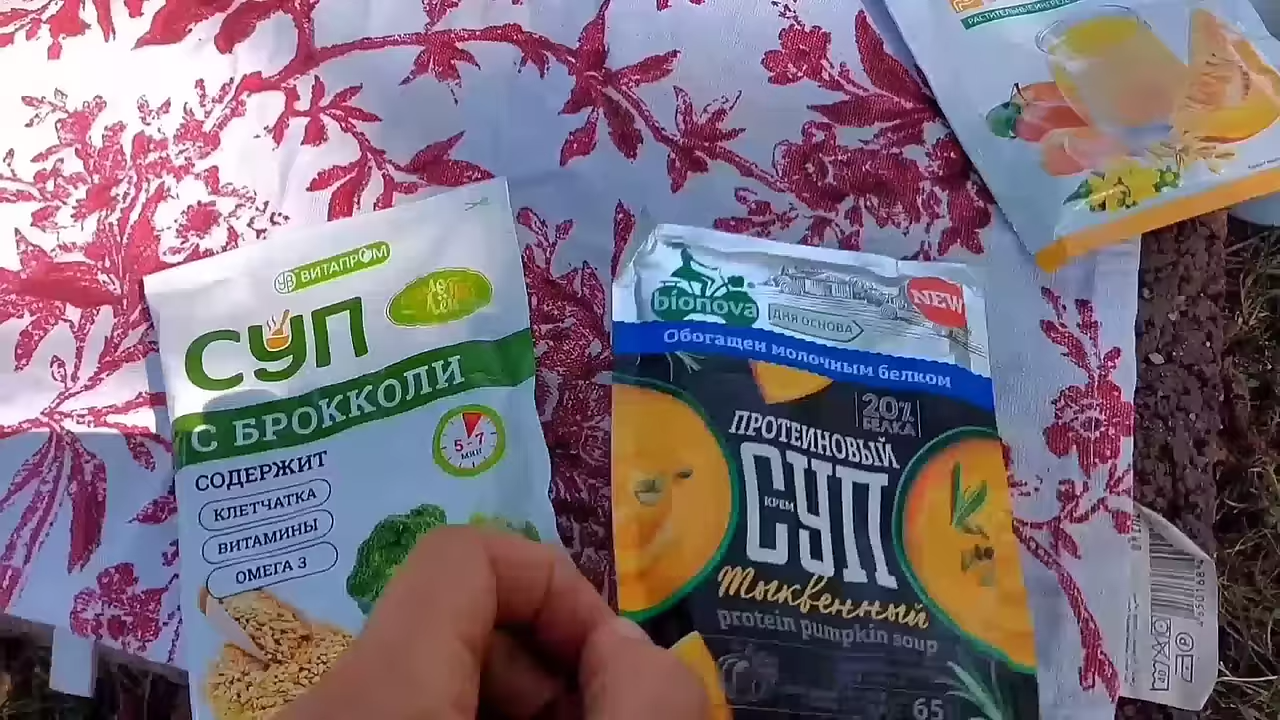 ВИТАПРОМ
СУП
С БРОККОЛИ
5-7
МИН
СОДЕРЖИТ
КЛЕТЧАТКА
ВИТАМИНЫ
ОМЕГА 3
bionova
ДНЯ ОСНОВА
NEW
Обогащен молочным белком
20%
БЕЛКА
ПРОТЕИНОВЫЙ
КРЕМ
СУП
Тыквенный
protein pumpkin soup
65